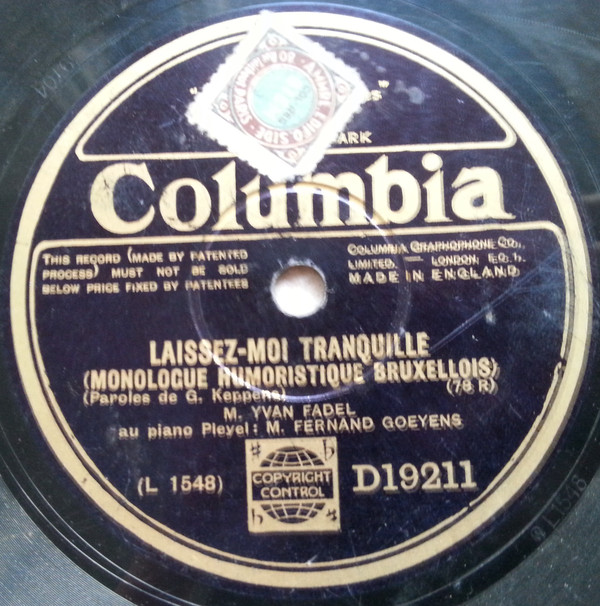 ARK
Columbia
THIS RECORD (MADE BY PATENTED
PROCESS) MUST NOT BE SOLD
BELOW PRICE FIXED BY PATENTEES
COLUMBIA GRAPHOPHONE CO.,
LIMITED, — LONDON, E.C.1.
MADE IN ENGLAND
LAISSEZ-MOI TRANQUILLE
(MONOLOGUE HUMORISTIQUE BRUXELLOIS)
(Paroles de G. Keppens)
(78 R)
M. YVAN FADEL
au piano Pleyel: M. FERNAND GOEYENS
(L 1548)
COPYRIGHT
CONTROL
D19211